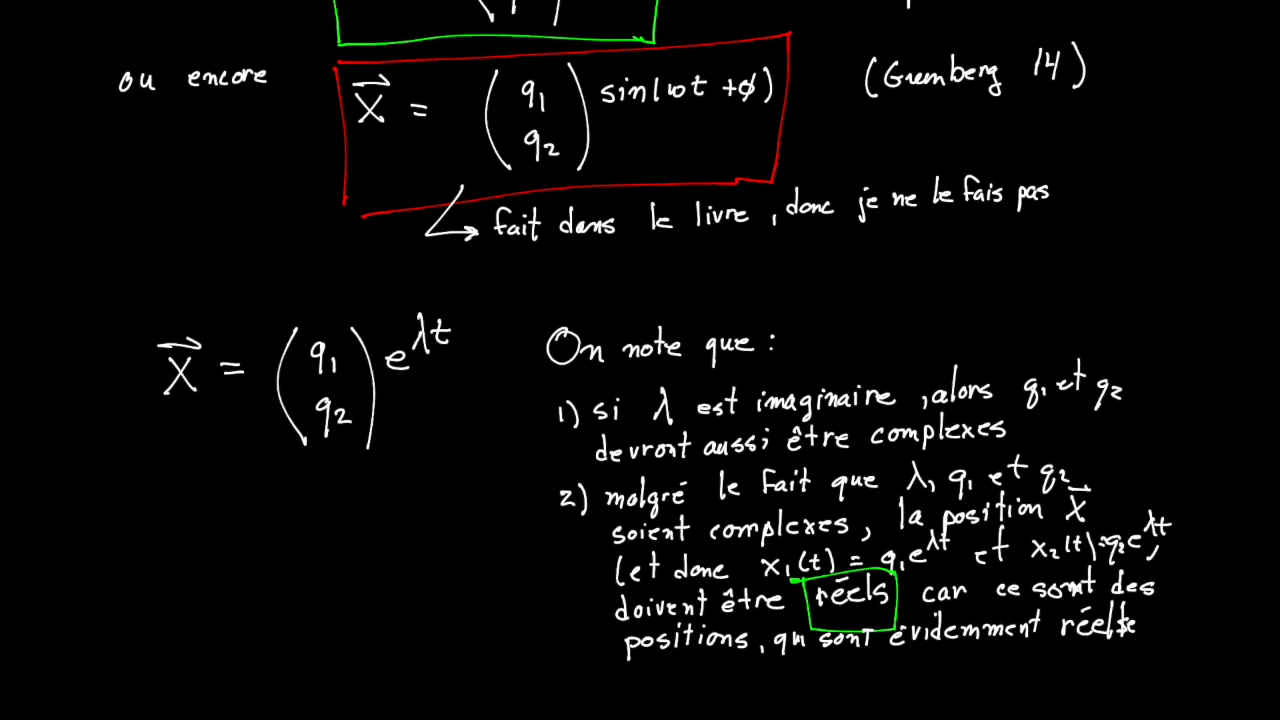 ou encore X⃗ = (q₁ q₂) sin(ωt + φ) (Gremberg 14)
↳ fait dans le livre, donc je ne le fais pas
X⃗ = (q₁ q₂) e^λt
On note que :
1) si λ est imaginaire, alors q₁ et q₂
devront aussi être complexes
2) malgré le fait que λ, q₁ et q₂
soient complexes, la position X⃗
(et donc x₁(t) = q₁e^λt et x₂(t) = q₂e^λt,
doivent être réels car ce sont des
positions, qui sont évidemment réels